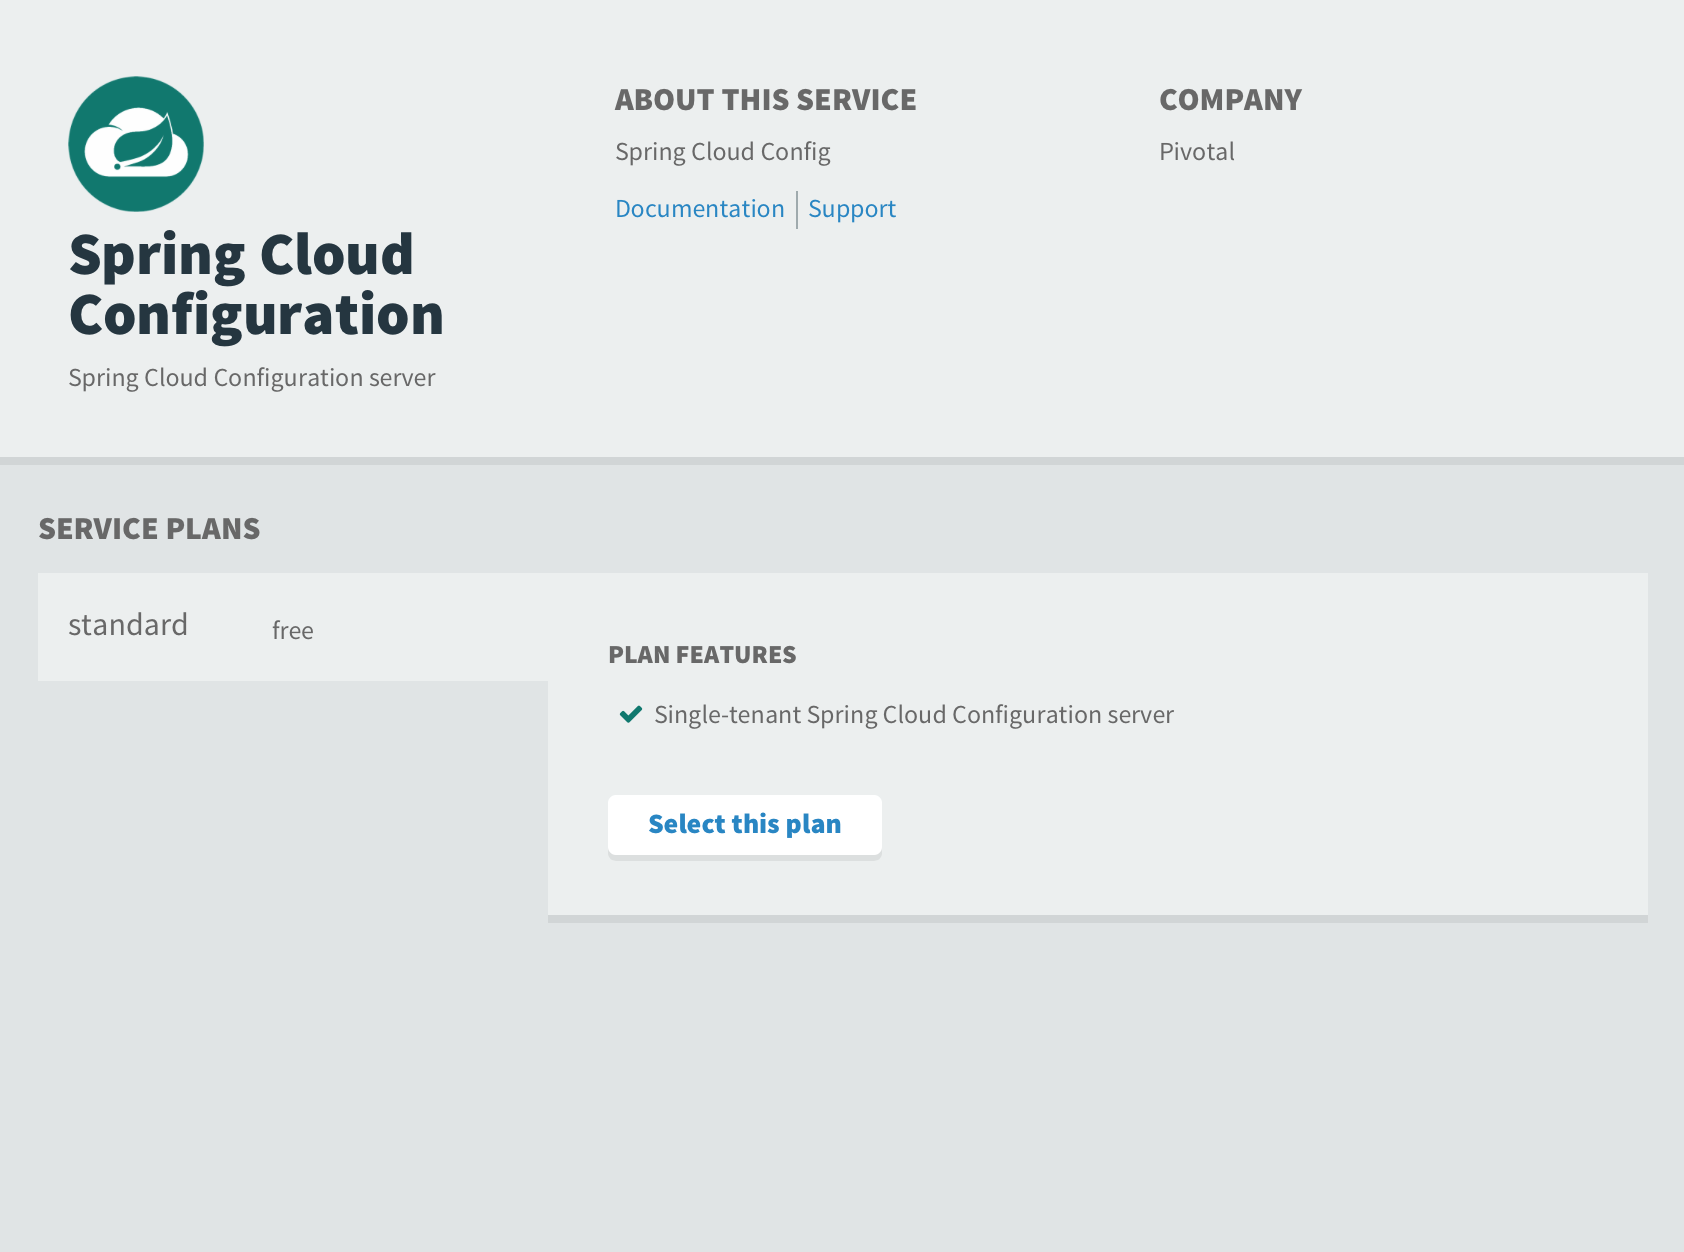 Spring Cloud
Configuration
Spring Cloud Configuration server
ABOUT THIS SERVICE
Spring Cloud Config
Documentation | Support
COMPANY
Pivotal
SERVICE PLANS
standard free
PLAN FEATURES
Single-tenant Spring Cloud Configuration server
Select this plan